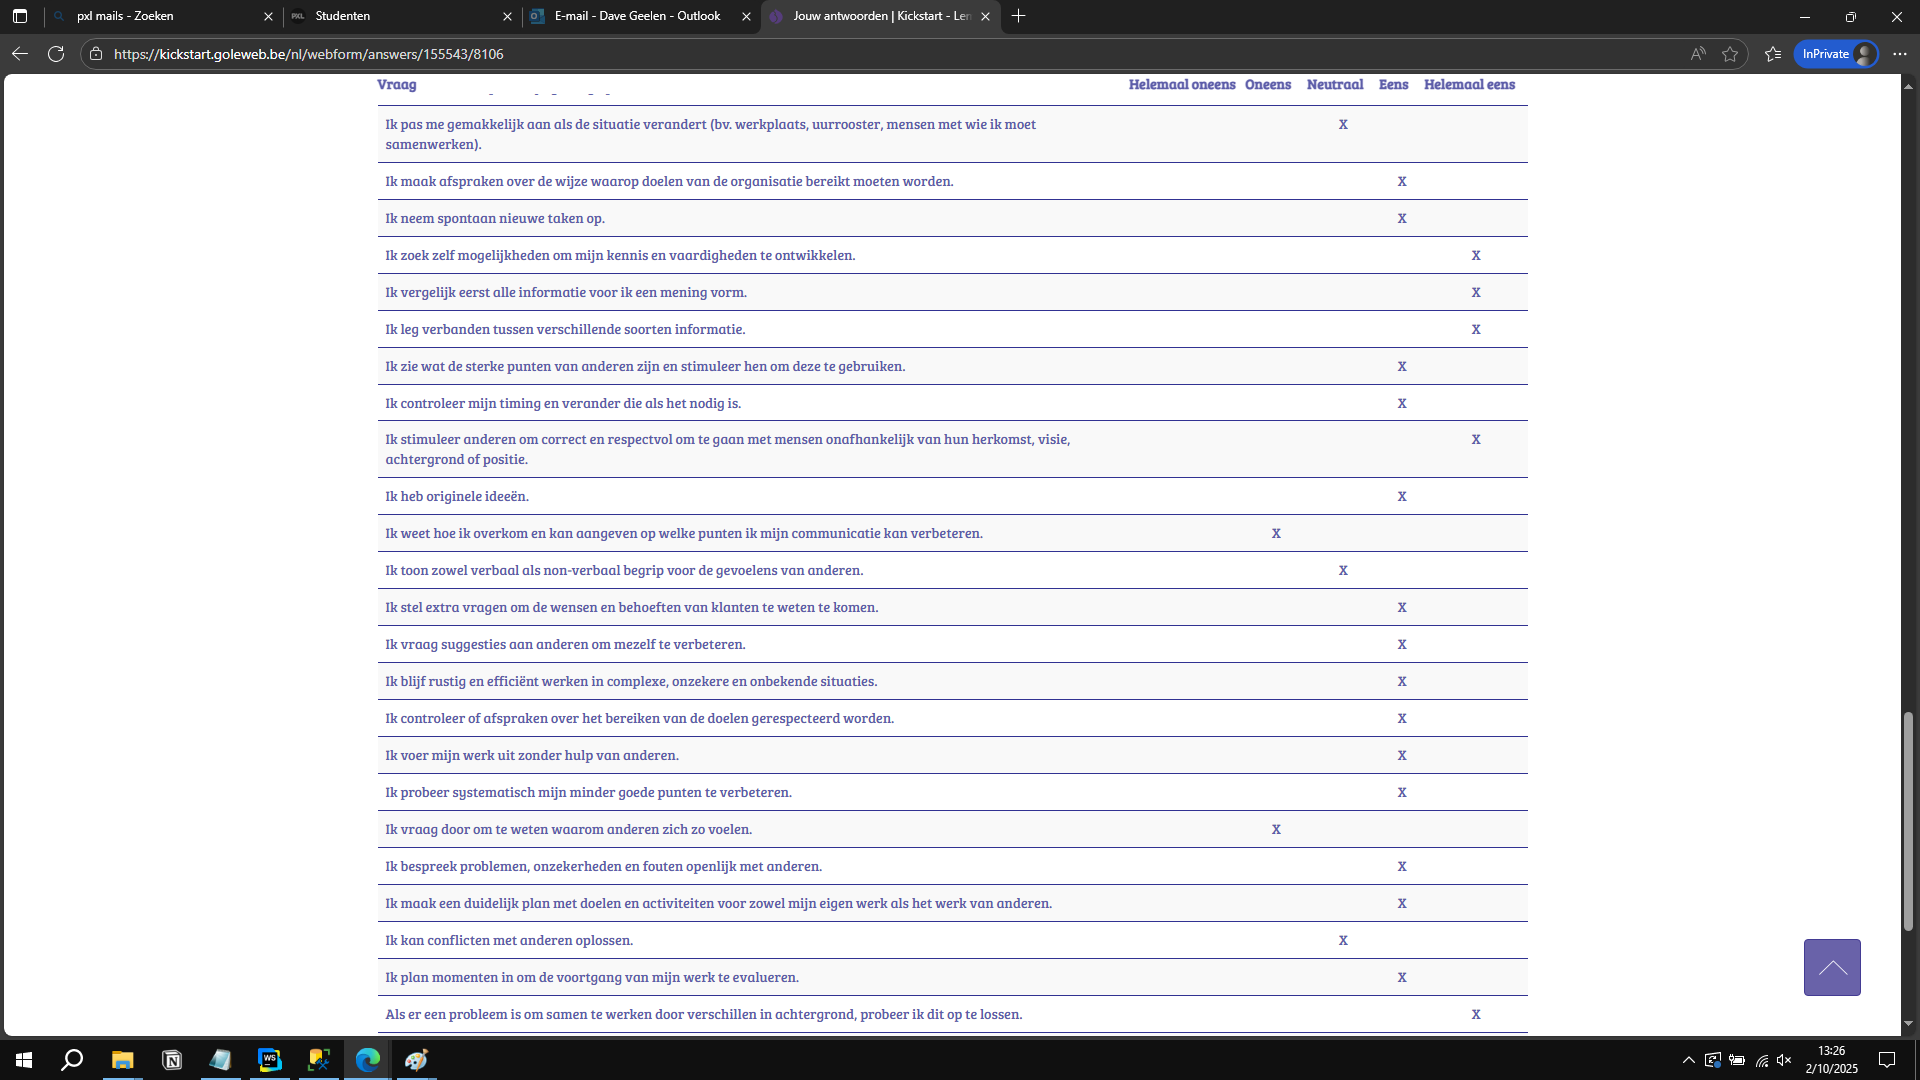 pxl mails - Zoeken
Studenten
E-mail - Dave Geelen - Outlook
Jouw antwoorden | Kickstart - Ler
https://kickstart.goleweb.be/nl/webform/answers/155543/8106
InPrivate
Vraag Helemaal oneens Oneens Neutraal Eens Helemaal eens
Ik pas me gemakkelijk aan als de situatie verandert (bv. werkplaats, uurrooster, mensen met wie ik moet X
samenwerken).
Ik maak afspraken over de wijze waarop doelen van de organisatie bereikt moeten worden. X
Ik neem spontaan nieuwe taken op. X
Ik zoek zelf mogelijkheden om mijn kennis en vaardigheden te ontwikkelen. X
Ik vergelijk eerst alle informatie voor ik een mening vorm. X
Ik leg verbanden tussen verschillende soorten informatie. X
Ik zie wat de sterke punten van anderen zijn en stimuleer hen om deze te gebruiken. X
Ik controleer mijn timing en verander die als het nodig is. X
Ik stimuleer anderen om correct en respectvol om te gaan met mensen onafhankelijk van hun herkomst, visie, X
achtergrond of positie.
Ik heb originele ideeën. X
Ik weet hoe ik overkom en kan aangeven op welke punten ik mijn communicatie kan verbeteren. X
Ik toon zowel verbaal als non-verbaal begrip voor de gevoelens van anderen. X
Ik stel extra vragen om de wensen en behoeften van klanten te weten te komen. X
Ik vraag suggesties aan anderen om mezelf te verbeteren. X
Ik blijf rustig en efficiënt werken in complexe, onzekere en onbekende situaties. X
Ik controleer of afspraken over het bereiken van de doelen gerespecteerd worden. X
Ik voer mijn werk uit zonder hulp van anderen. X
Ik probeer systematisch mijn minder goede punten te verbeteren. X
Ik vraag door om te weten waarom anderen zich zo voelen. X
Ik bespreek problemen, onzekerheden en fouten openlijk met anderen. X
Ik maak een duidelijk plan met doelen en activiteiten voor zowel mijn eigen werk als het werk van anderen. X
Ik kan conflicten met anderen oplossen. X
Ik plan momenten in om de voortgang van mijn werk te evalueren. X
Als er een probleem is om samen te werken door verschillen in achtergrond, probeer ik dit op te lossen. X
13:26
2/10/2025